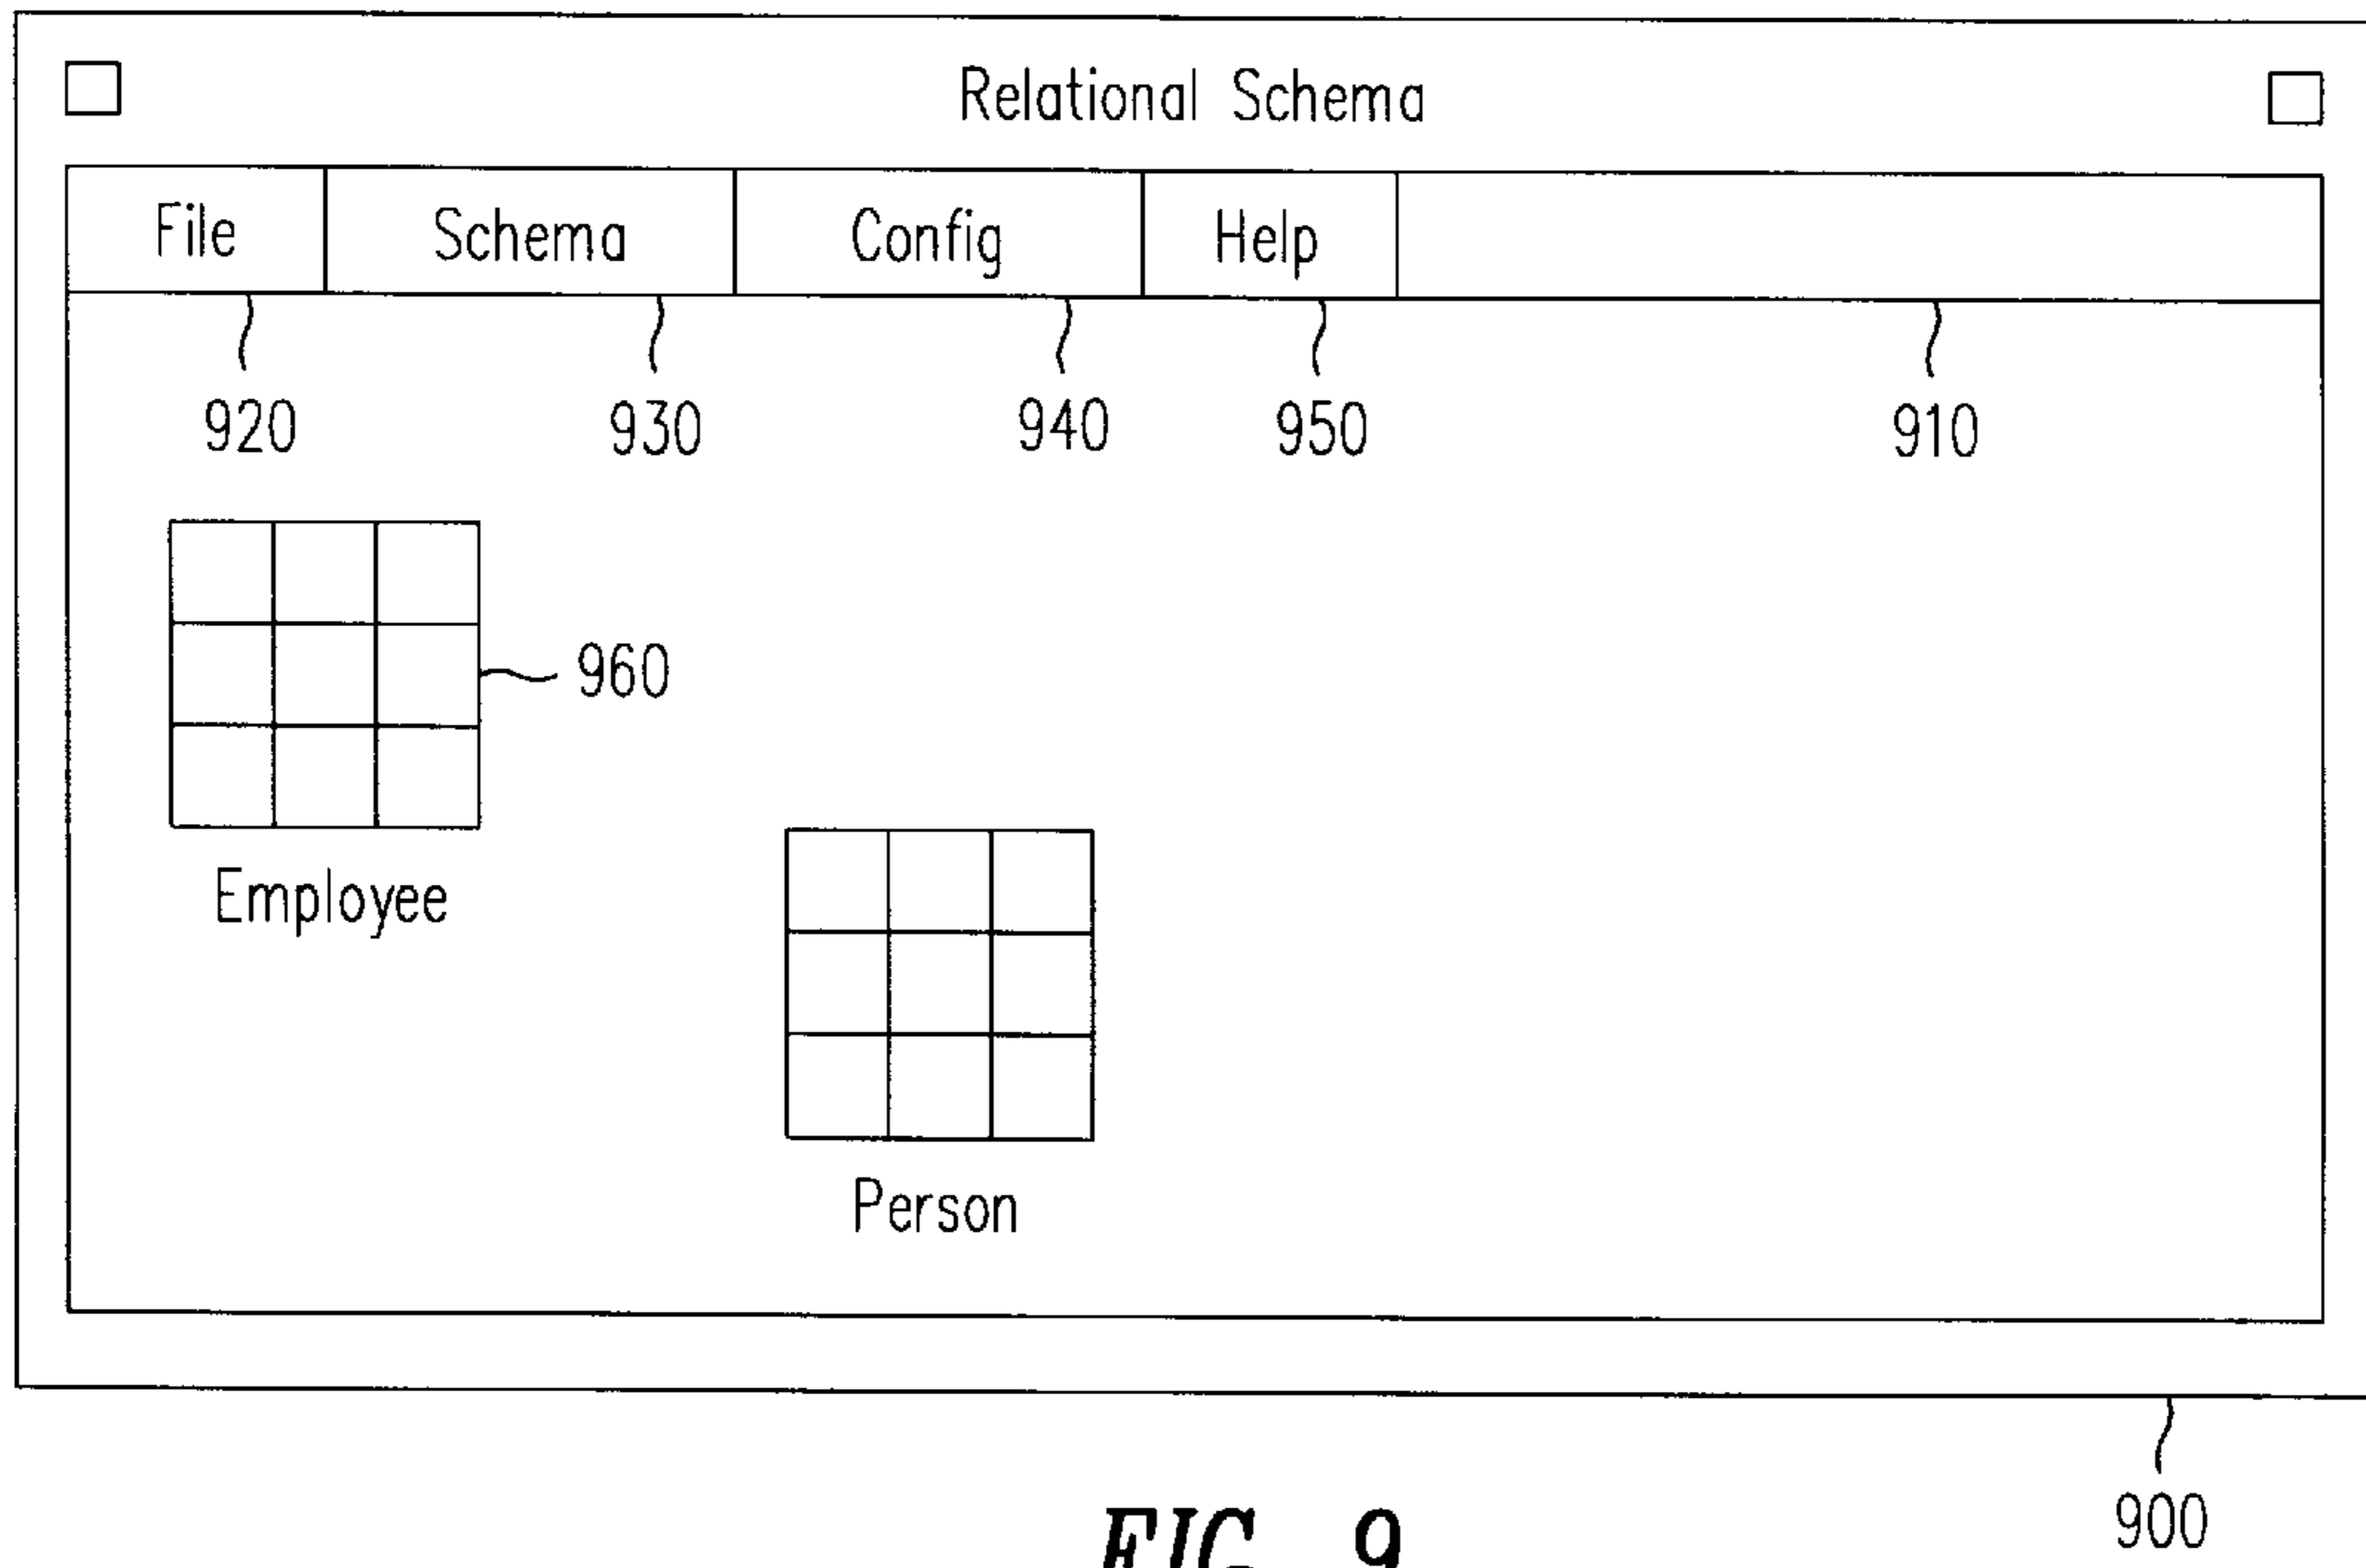 Relational Schema
File Schema Config Help
920 930 940 950 910
960
Employee
Person
900
FIG. 9